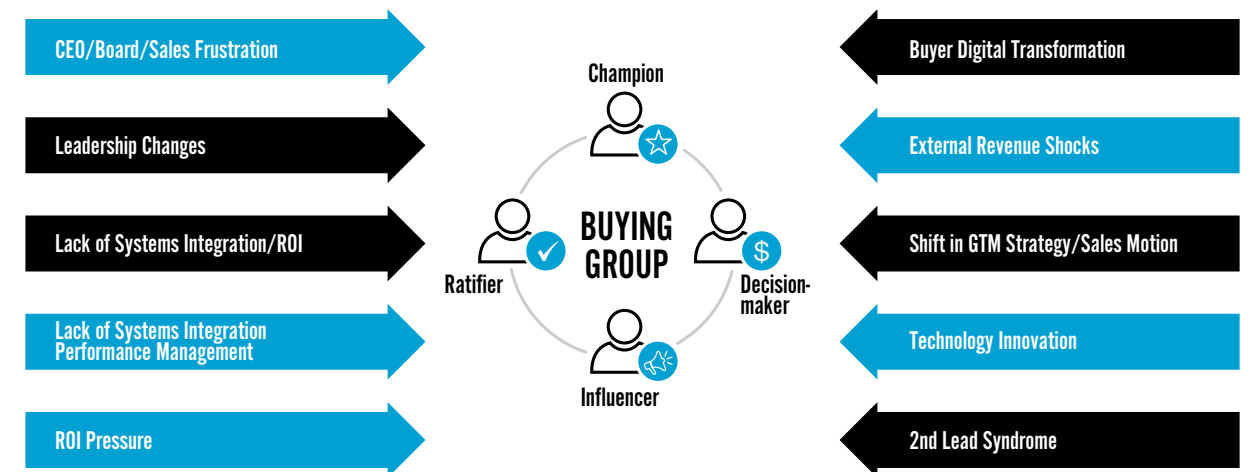 CEO/Board/Sales Frustration
Leadership Changes
Lack of Systems Integration/ROI
Lack of Systems Integration
Performance Management
ROI Pressure
Champion
BUYING
GROUP
Ratifier
Decision-
maker
$
Influencer
Buyer Digital Transformation
External Revenue Shocks
Shift in GTM Strategy/Sales Motion
Technology Innovation
2nd Lead Syndrome